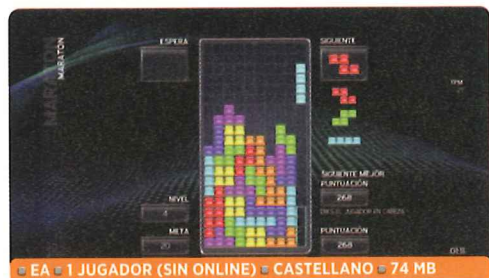 ESPERA
SIGUIENTE
MARATÓN
MARATÓN
SIGUIENTE MEJOR
PUNTUACIÓN
268
NIVEL
META
20
PUNTUACIÓN
268
EA 1 JUGADOR (SIN ONLINE) CASTELLANO 74 MB